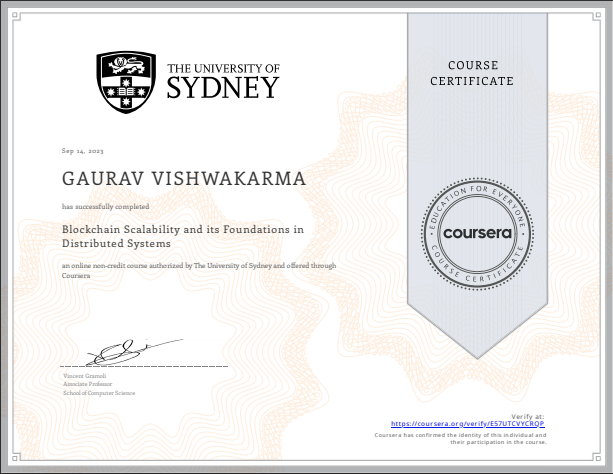 THE UNIVERSITY OF
SYDNEY
COURSE
CERTIFICATE
Sep 14, 2023
GAURAV VISHWAKARMA
has successfully completed
Blockchain Scalability and its Foundations in
Distributed Systems
an online non-credit course authorized by The University of Sydney and offered through
Coursera
EDUCATION FOR EVERYONE
coursera
COURSE CERTIFICATE
Vincent Gramoli
Associate Professor
School of Computer Science
Verify at:
https://coursera.org/verify/E57UTCVYCRQP
Coursera has confirmed the identity of this individual and
their participation in the course.